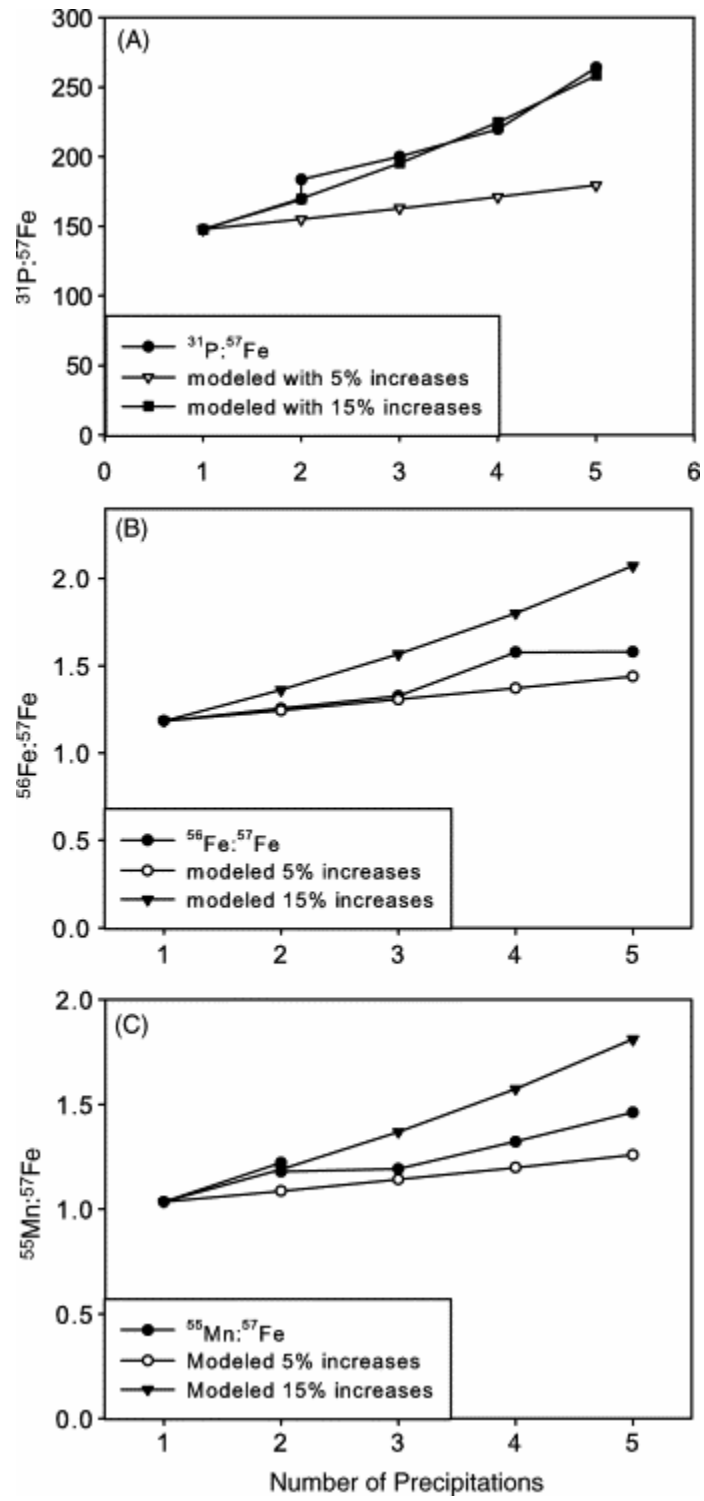 300
(A)
250
200
150
100
50
0
³¹P:⁵⁷Fe
³¹P:⁵⁷Fe
modeled with 5% increases
modeled with 15% increases
0 1 2 3 4 5 6
(B)
2.0
1.5
1.0
0.5
0.0
⁵⁶Fe:⁵⁷Fe
⁵⁶Fe:⁵⁷Fe
modeled 5% increases
modeled 15% increases
1 2 3 4 5
2.0
(C)
1.5
1.0
0.5
0.0
⁵⁵Mn:⁵⁷Fe
⁵⁵Mn:⁵⁷Fe
Modeled 5% increases
Modeled 15% increases
1 2 3 4 5
Number of Precipitations